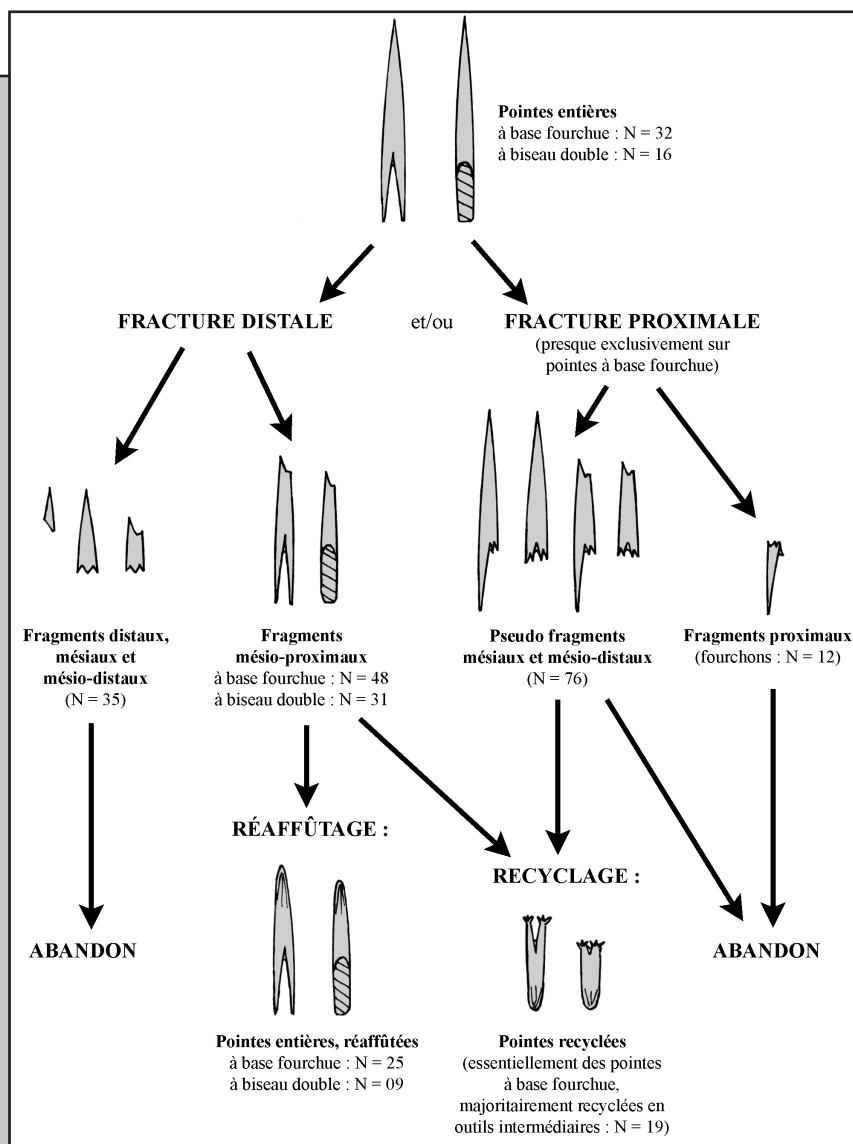 Pointes entières
à base fourchue : N = 32
à biseau double : N = 16
FRACTURE DISTALE
et/ou
FRACTURE PROXIMALE
(presque exclusivement sur
pointes à base fourchue)
Fragments distaux,
mésiaux et
mésio-distaux
(N = 35)
Fragments
mésio-proximaux
à base fourchue : N = 48
à biseau double : N = 31
Pseudo fragments
mésiaux et mésio-distaux
(N = 76)
Fragments proximaux
(fourchons : N = 12)
RÉAFFÛTAGE :
RECYCLAGE :
ABANDON
ABANDON
Pointes entières, réaffûtées
à base fourchue : N = 25
à biseau double : N = 09
Pointes recyclées
(essentiellement des pointes
à base fourchue,
majoritairement recyclées en
outils intermédiaires : N = 19)